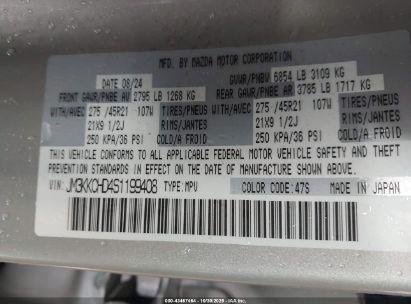 MFD. BY MAZDA MOTOR CORPORATION
DATE 08/24 GVWR/PNBV 6854 LB 3109 KG
FRONT GAWR/PNBE AV 2795 LB 1268 KG REAR GAWR/PNBE AR 3785 LB 1717 KG
WITH/AVEC 275 /45R21 107W TIRES/PNEUS WITH/AVEC 275 /45R21 107W TIRES/PNEUS
21X9 1/2J RIMS/JANTES 21X9 1/2J RIMS/JANTES
250 KPA/36 PSI COLD/A FROID 250 KPA/36 PSI COLD/A FROID
THIS VEHICLE CONFORMS TO ALL APPLICABLE FEDERAL MOTOR VEHICLE SAFETY AND THEFT
PREVENTION STANDARDS IN EFFECT ON THE DATE OF MANUFACTURE SHOWN ABOVE.
VIN: JM3KKCHD4S1199408 TYPE: MPV COLOR CODE: 47S MADE IN JAPAN